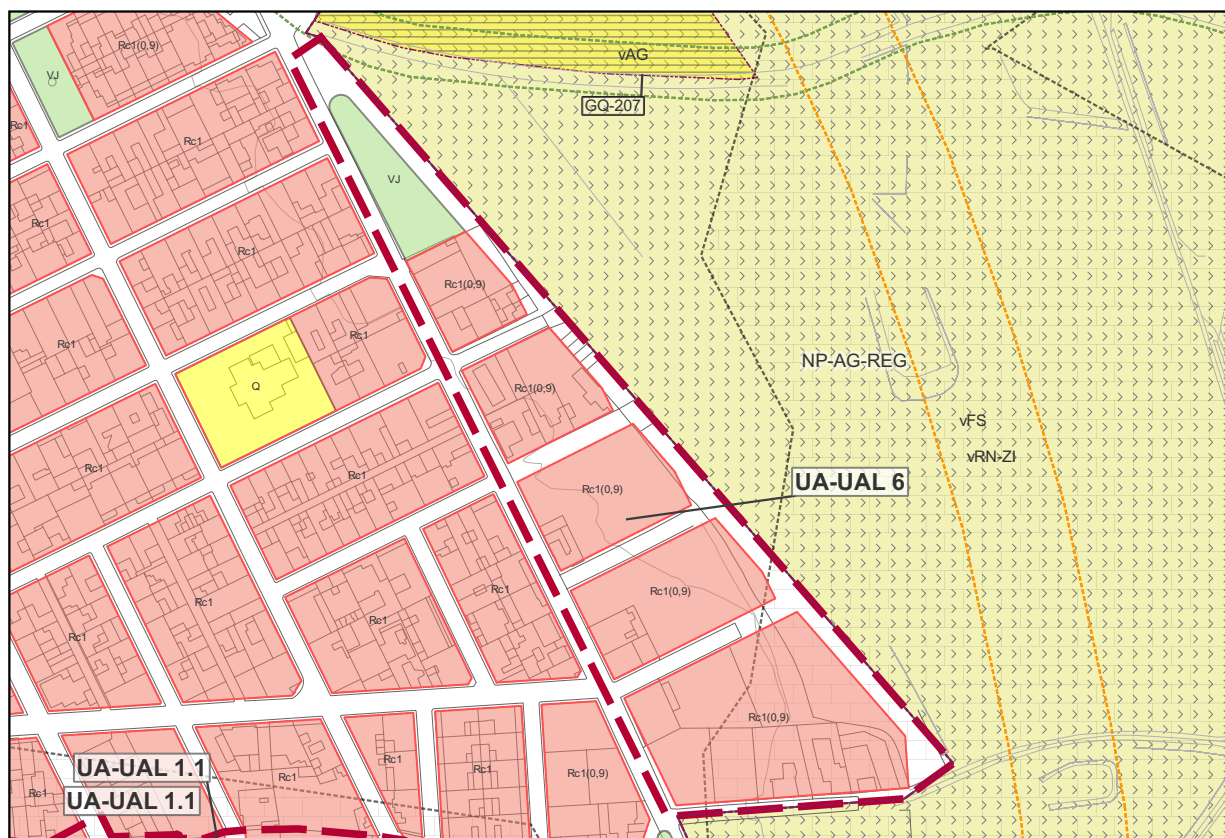 Rc1(0,9)
vAG
VJ
GQ-207
Rc1
Rc1
VJ
Rc1
Rc1
Rc1(0,9)
Rc1
Rc1
NP-AG-REG
Q
Rc1(0,9)
vFS
vRN-ZI
Rc1
Rc1
UA-UAL 6
Rc1(0,9)
Rc1
Rc1
Rc1(0,9)
Rc1
Rc1
Rc1(0,9)
UA-UAL 1.1
Rc1
Rc1
Rc1
Rc1(0,9)
UA-UAL 1.1
Rc1